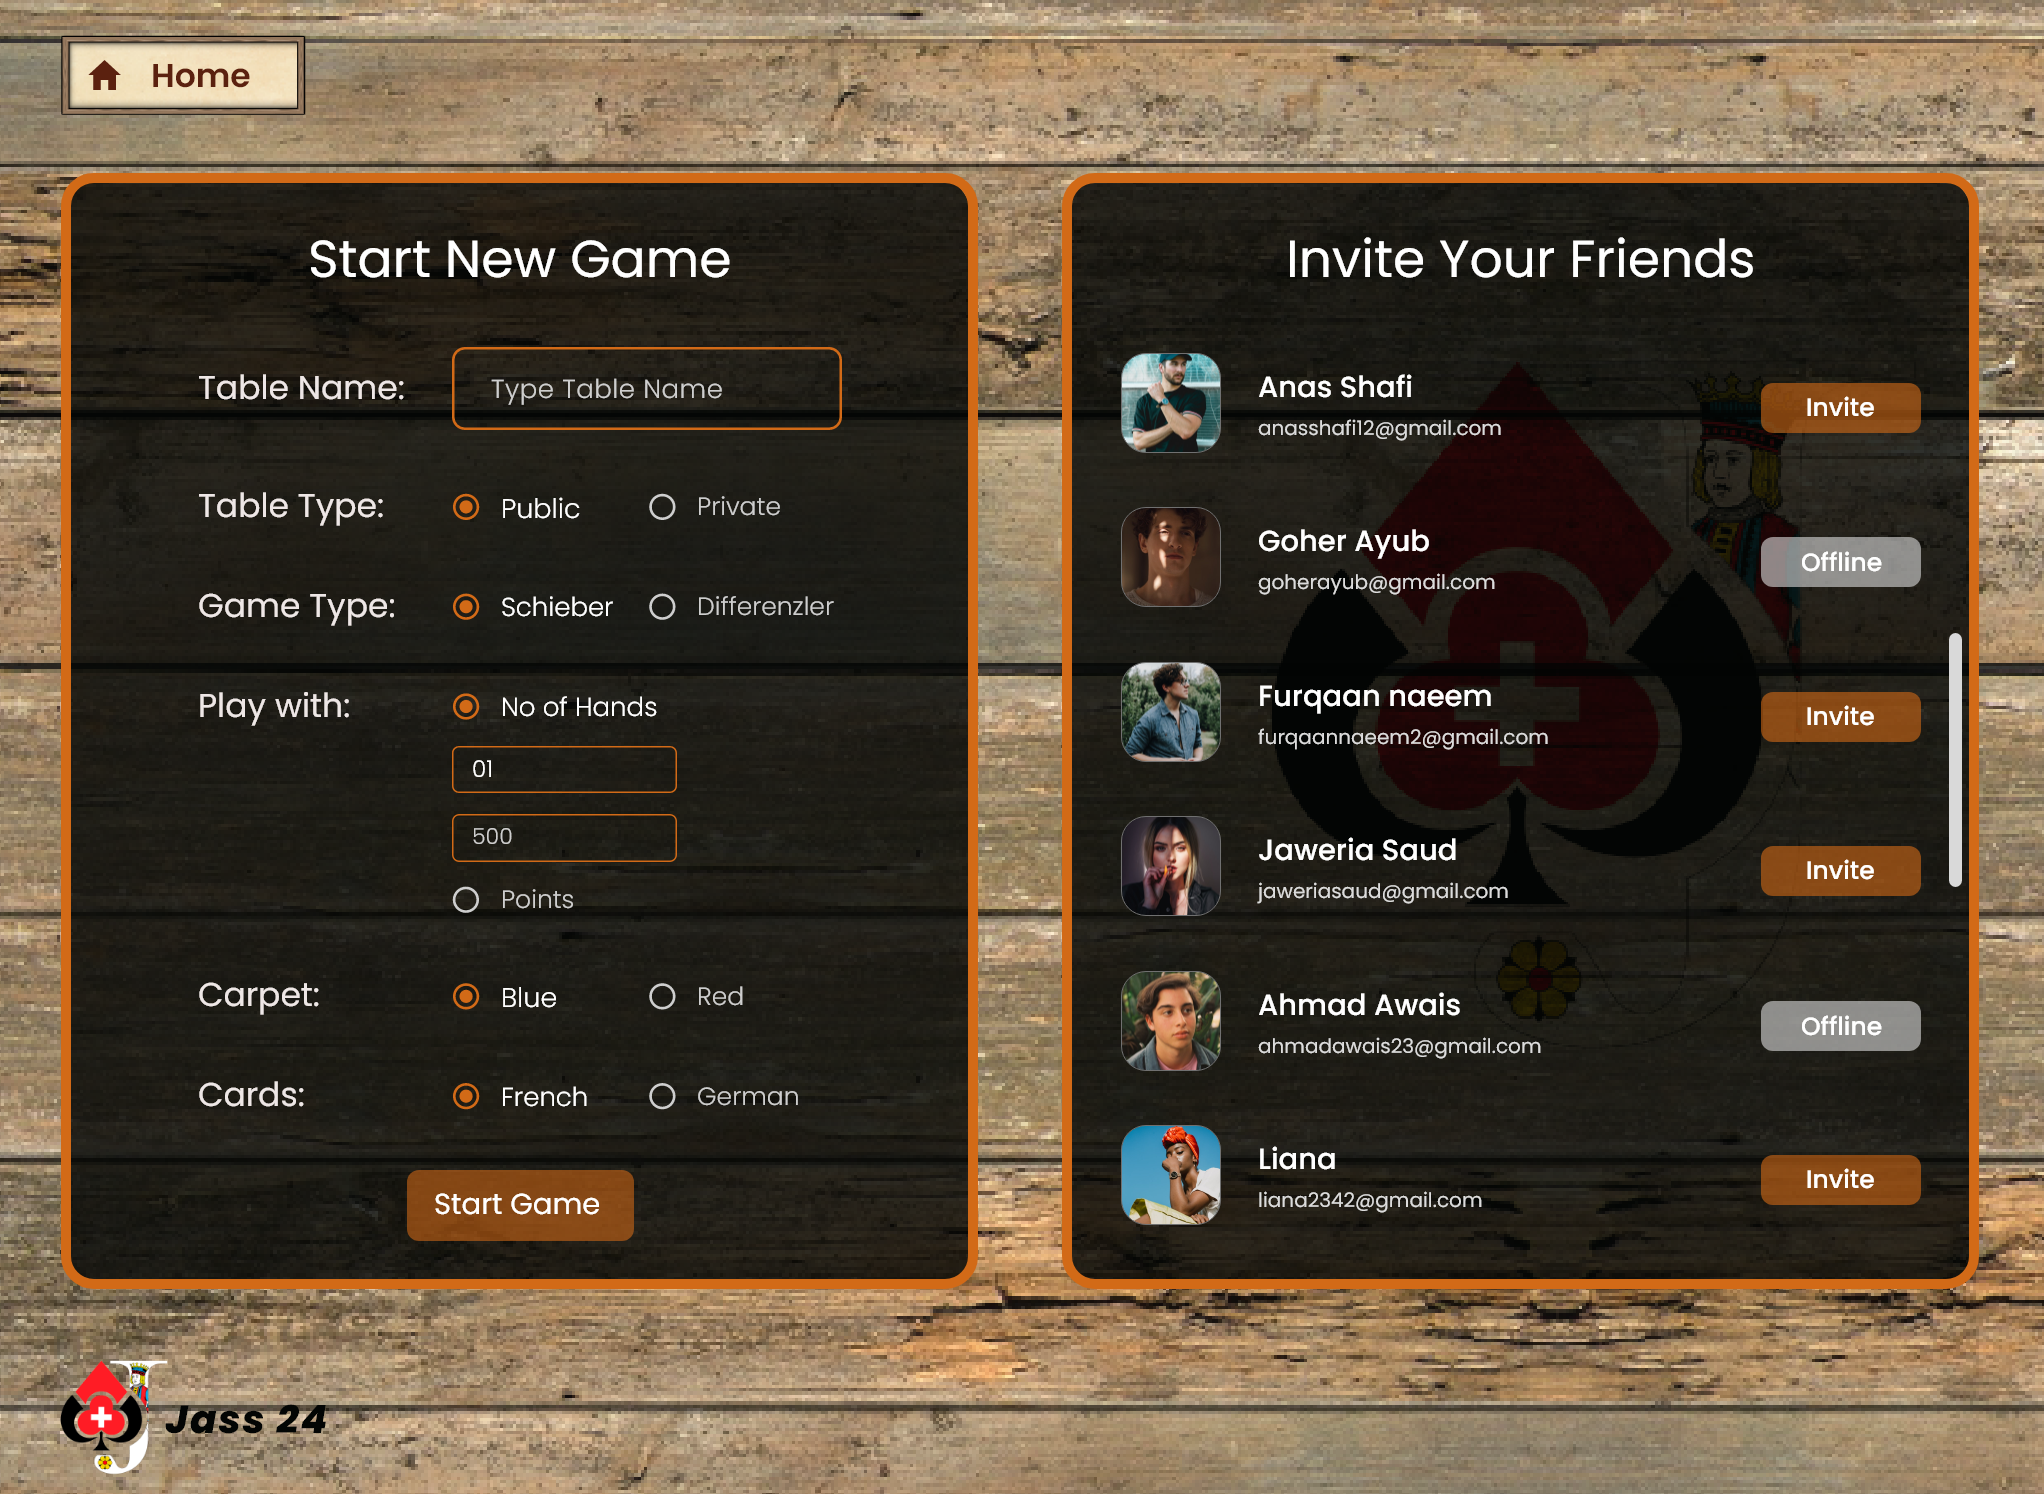 Home
Start New Game
Table Name:
Type Table Name
Table Type:
Public
Private
Game Type:
Schieber
Differenzler
Play with:
No of Hands
01
500
Points
Carpet:
Blue
Red
Cards:
French
German
Start Game
Invite Your Friends
Anas Shafi
anasshafi12@gmail.com
Invite
Goher Ayub
goherayub@gmail.com
Offline
Furqaan naeem
furqaannaeem2@gmail.com
Invite
Jaweria Saud
jaweriasaud@gmail.com
Invite
Ahmad Awais
ahmadawais23@gmail.com
Offline
Liana
liana2342@gmail.com
Invite
Jass 24